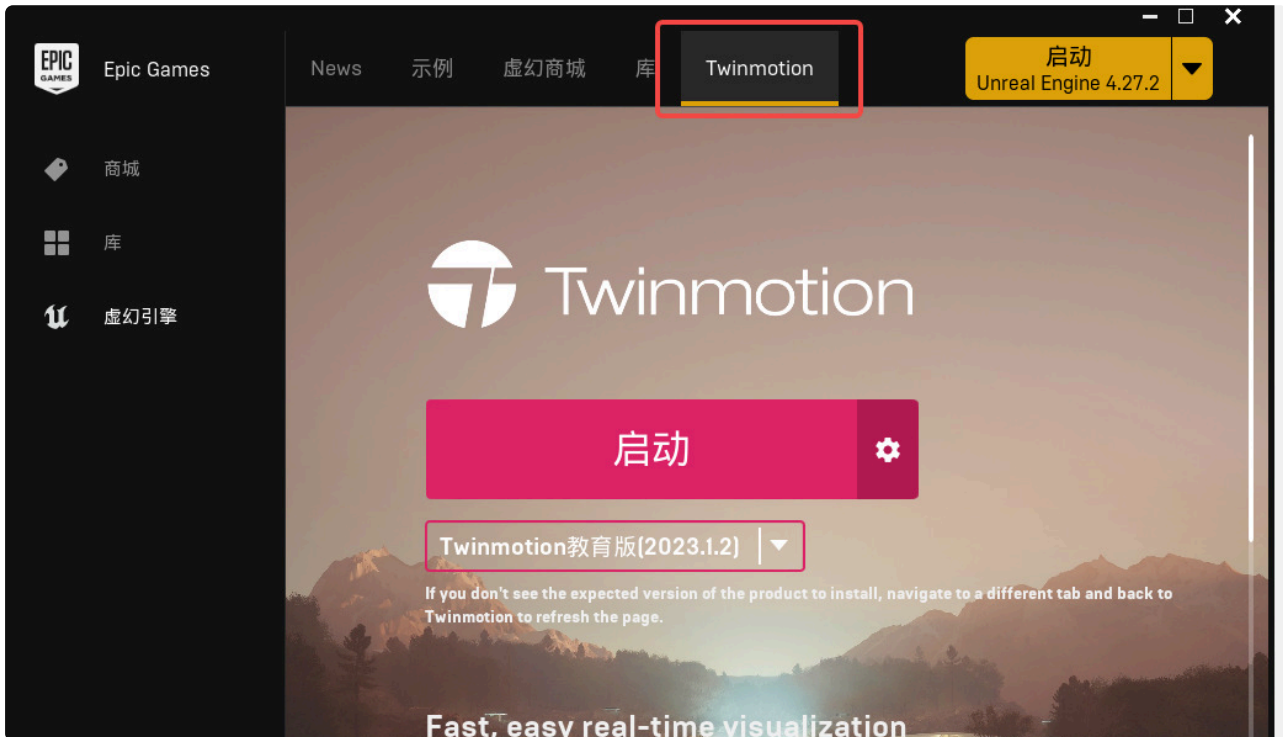 EPIC
GAMES
Epic Games
News
示例
虚幻商城
库
Twinmotion
启动
Unreal Engine 4.27.2
商城
库
虚幻引擎
Twinmotion
启动
Twinmotion教育版(2023.1.2)
If you don't see the expected version of the product to install, navigate to a different tab and back to
Twinmotion to refresh the page.
Fast, easy real-time visualization